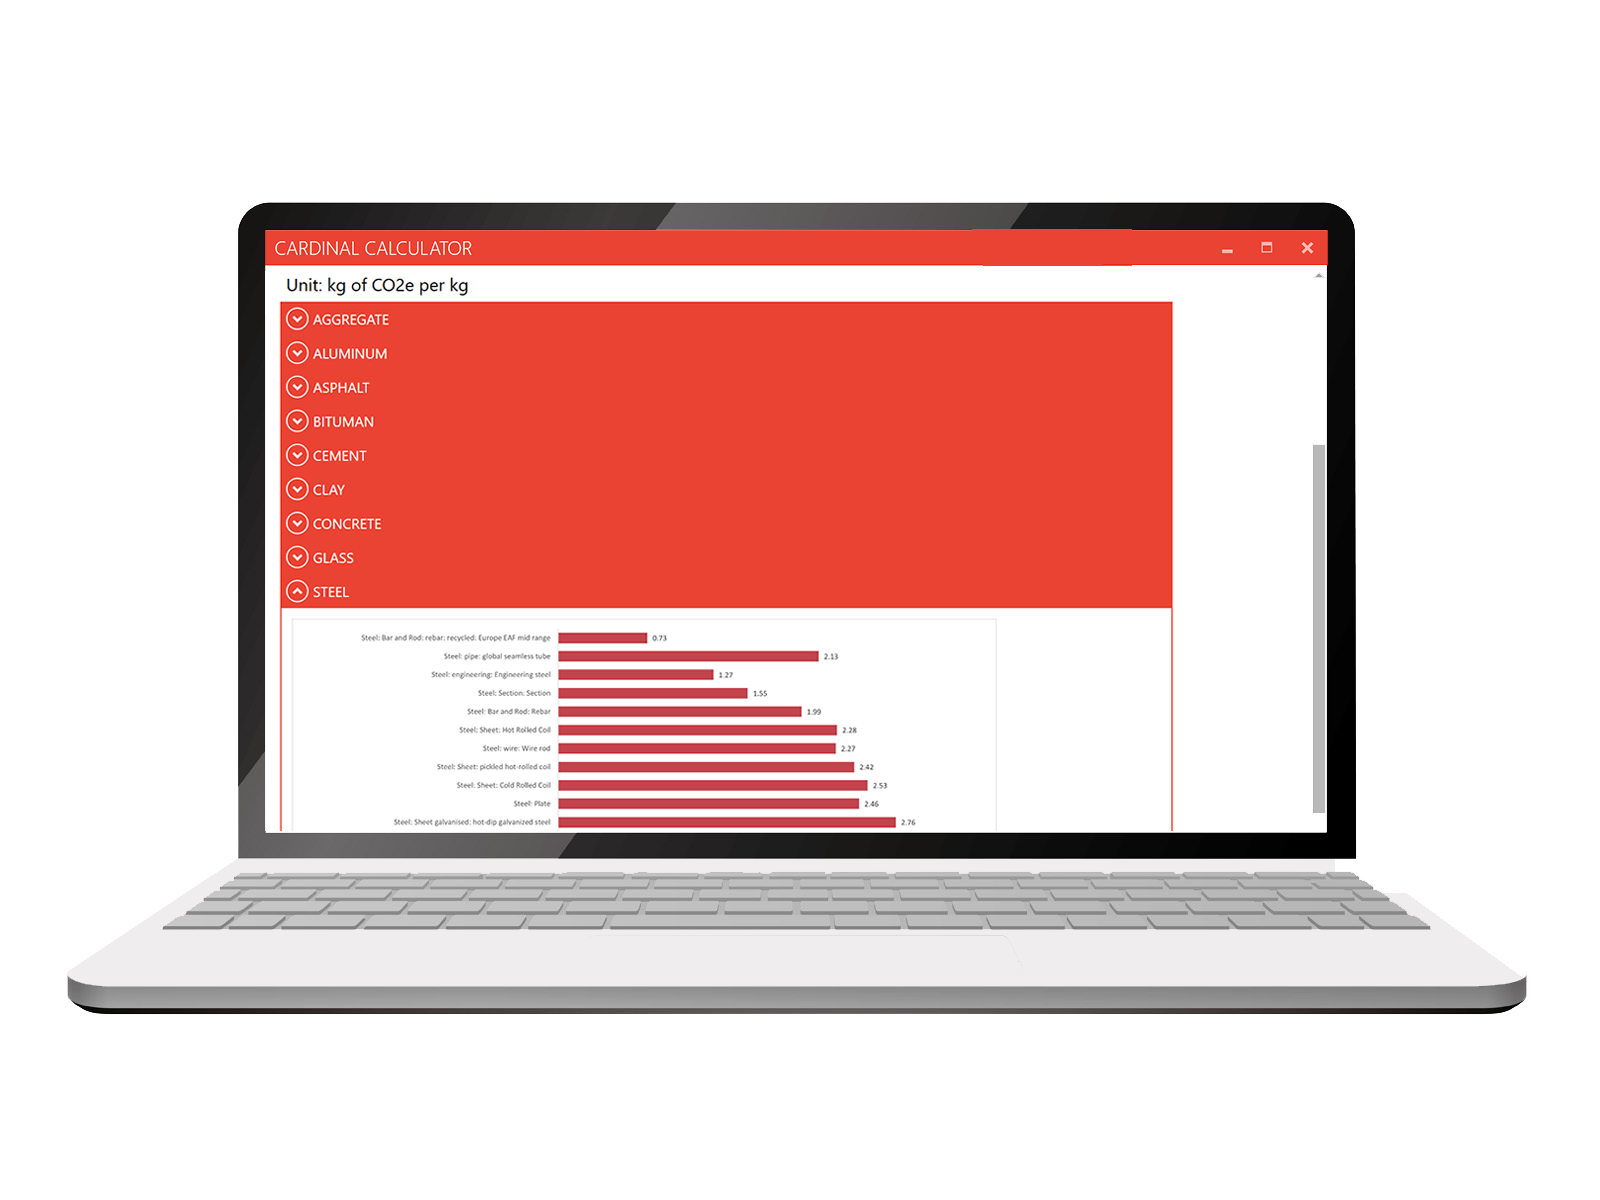 CARDINAL CALCULATOR
Unit: kg of CO2e per kg
AGGREGATE
ALUMINUM
ASPHALT
BITUMAN
CEMENT
CLAY
CONCRETE
GLASS
STEEL
Steel: Bar and Rod: rebar: recycled: Europe EAF mid range 0.73
Steel: pipe: global seamless tube 2.13
Steel: engineering: Engineering steel 1.27
Steel: Section: Section 1.55
Steel: Bar and Rod: Rebar 1.99
Steel: Sheet: Hot Rolled Coil 2.28
Steel: wire: Wire rod 2.27
Steel: Sheet: pickled hot-rolled coil 2.42
Steel: Sheet: Cold Rolled Coil 2.53
Steel: Plate 2.46
Steel: Sheet galvanised: hot-dip galvanized steel 2.76